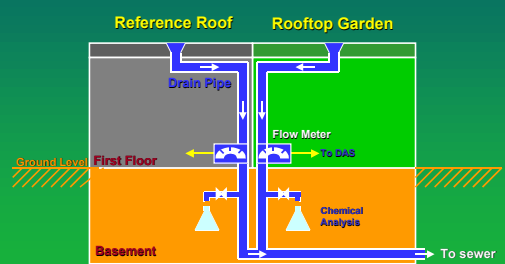 Reference Roof
Rooftop Garden
Drain Pipe
Flow Meter
To DAS
Ground Level
First Floor
Chemical
Analysis
Basement
To sewer